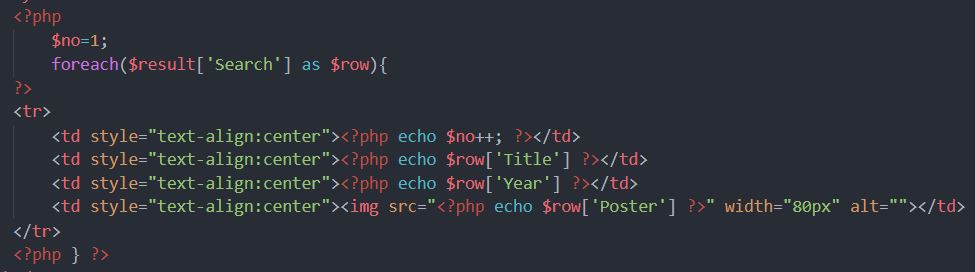 <?php
    $no=1;
    foreach($result['Search'] as $row){
?>
<tr>
    <td style="text-align:center"><?php echo $no++; ?></td>
    <td style="text-align:center"><?php echo $row['Title'] ?></td>
    <td style="text-align:center"><?php echo $row['Year'] ?></td>
    <td style="text-align:center"><img src="<?php echo $row['Poster'] ?>" width="80px" alt=""></td>
</tr>
<?php } ?>